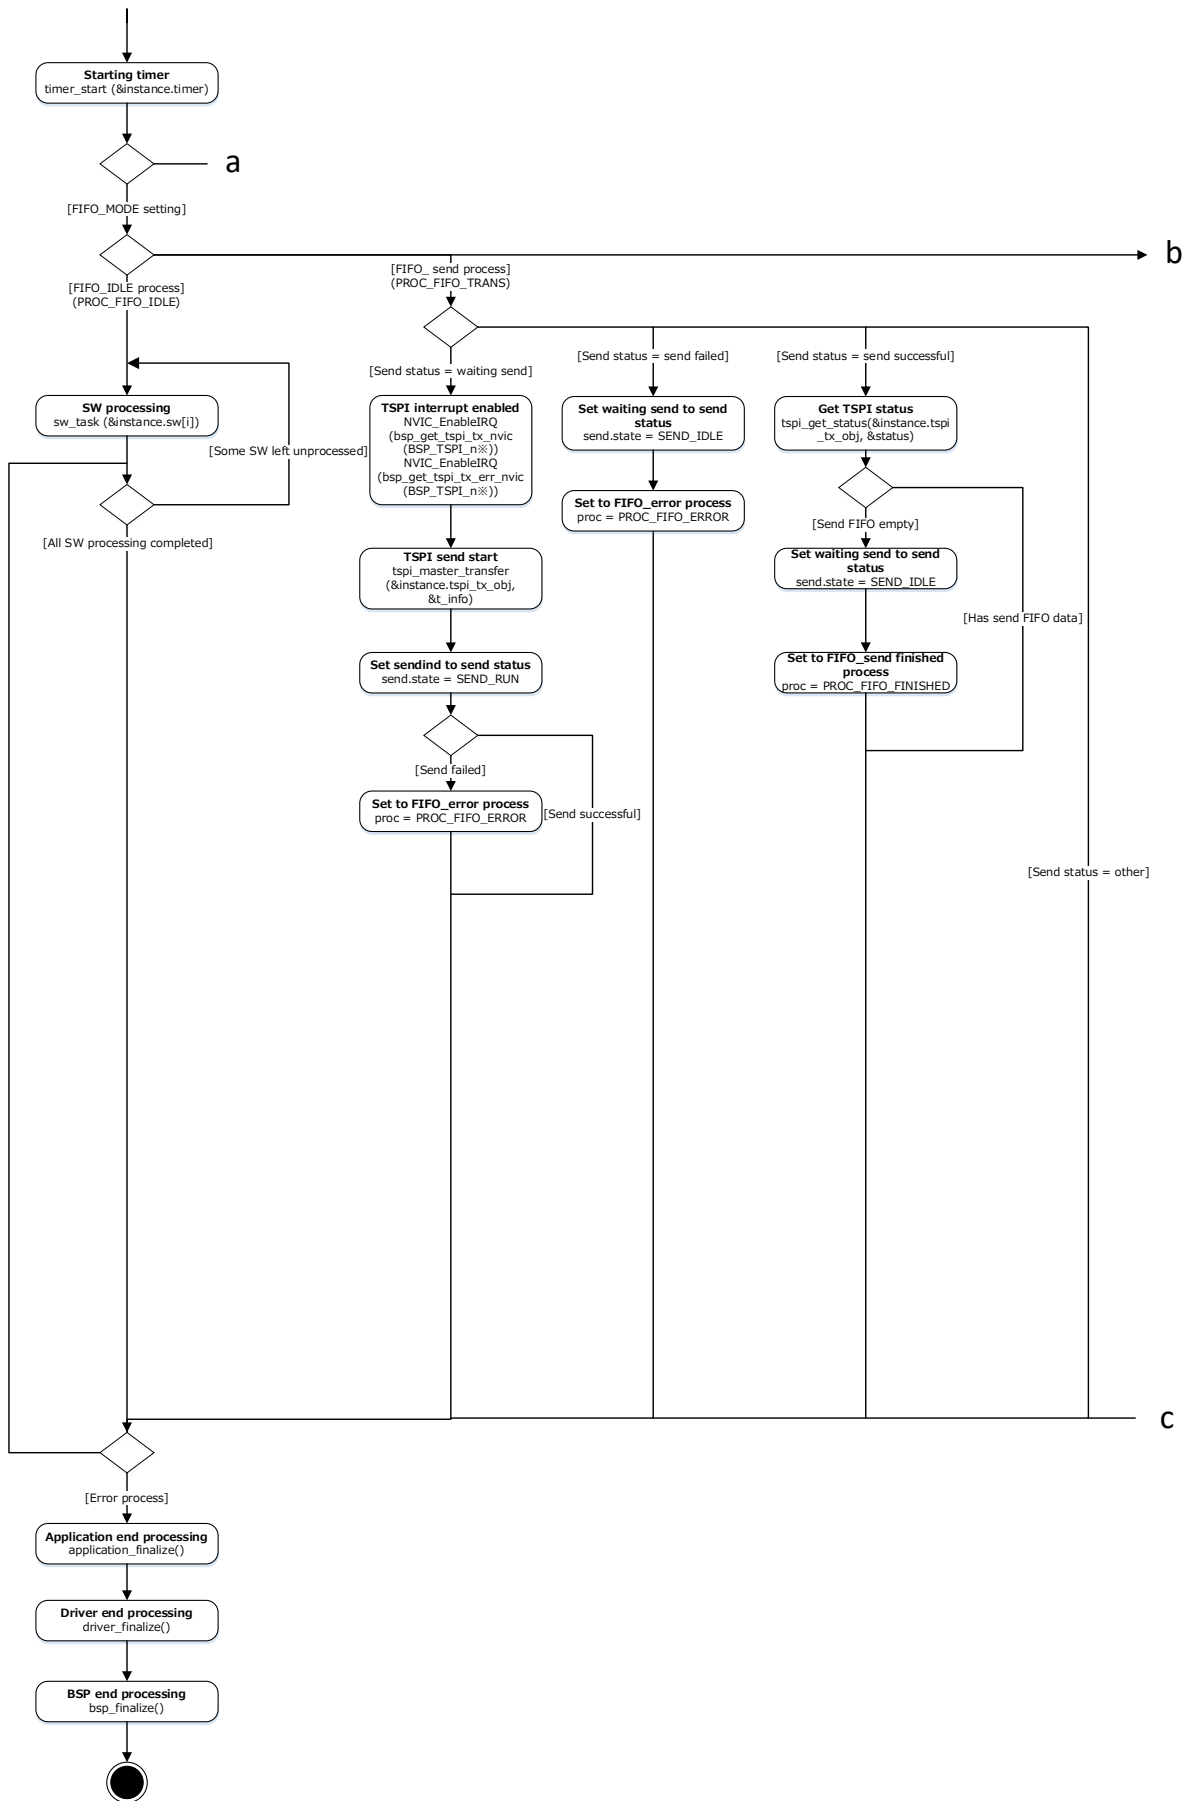 Starting timer
timer_start (&instance.timer)
a
[FIFO_MODE setting]
b
[FIFO_IDLE process]
(PROC_FIFO_IDLE)
[FIFO_ send process]
(PROC_FIFO_TRANS)
[Send status = waiting send]
[Send status = send failed]
[Send status = send successful]
SW processing
sw_task (&instance.sw[i])
[Some SW left unprocessed]
[All SW processing completed]
TSPI interrupt enabled
NVIC_EnableIRQ
(bsp_get_tspi_tx_nvic
(BSP_TSPI_n※))
NVIC_EnableIRQ
(bsp_get_tspi_tx_err_nvic
(BSP_TSPI_n※))
TSPI send start
tspi_master_transfer
(&instance.tspi_tx_obj,
&t_info)
Set sendind to send status
send.state = SEND_RUN
[Send failed]
Set to FIFO_error process
proc = PROC_FIFO_ERROR
[Send successful]
Set waiting send to send
status
send.state = SEND_IDLE
Set to FIFO_error process
proc = PROC_FIFO_ERROR
Get TSPI status
tspi_get_status(&instance.tspi
_tx_obj, &status)
[Send FIFO empty]
Set waiting send to send
status
send.state = SEND_IDLE
[Has send FIFO data]
Set to FIFO_send finished
process
proc = PROC_FIFO_FINISHED
[Send status = other]
c
[Error process]
Application end processing
application_finalize()
Driver end processing
driver_finalize()
BSP end processing
bsp_finalize()